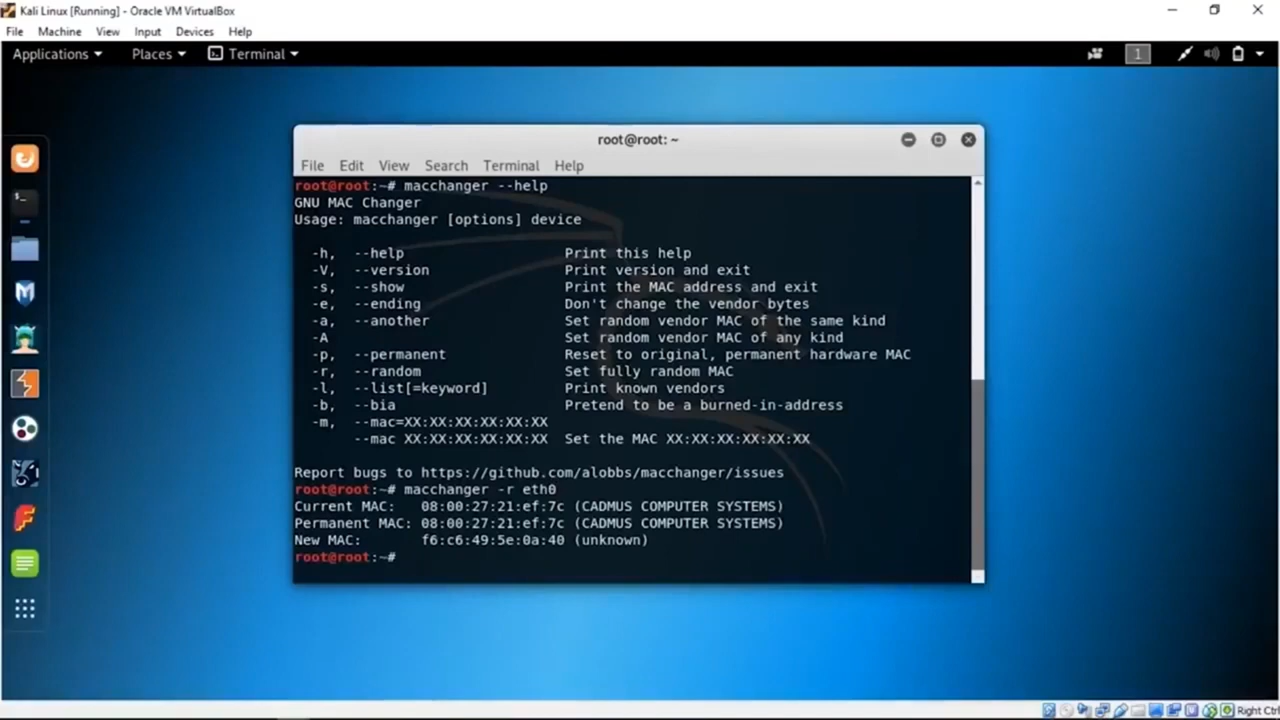 Kali Linux [Running] - Oracle VM VirtualBox
File Machine View Input Devices Help
Applications Places Terminal 1
root@root: ~
File Edit View Search Terminal Help
root@root:~# macchanger --help
GNU MAC Changer
Usage: macchanger [options] device
-h, --help Print this help
-V, --version Print version and exit
-s, --show Print the MAC address and exit
-e, --ending Don't change the vendor bytes
-a, --another Set random vendor MAC of the same kind
-A Set random vendor MAC of any kind
-p, --permanent Reset to original, permanent hardware MAC
-r, --random Set fully random MAC
-l, --list[=keyword] Print known vendors
-b, --bia Pretend to be a burned-in-address
-m, --mac=XX:XX:XX:XX:XX:XX
--mac XX:XX:XX:XX:XX:XX Set the MAC XX:XX:XX:XX:XX:XX
Report bugs to https://github.com/alobbs/macchanger/issues
root@root:~# macchanger -r eth0
Current MAC: 08:00:27:21:ef:7c (CADMUS COMPUTER SYSTEMS)
Permanent MAC: 08:00:27:21:ef:7c (CADMUS COMPUTER SYSTEMS)
New MAC: f6:c6:49:5e:0a:40 (unknown)
root@root:~#
Right Ctrl